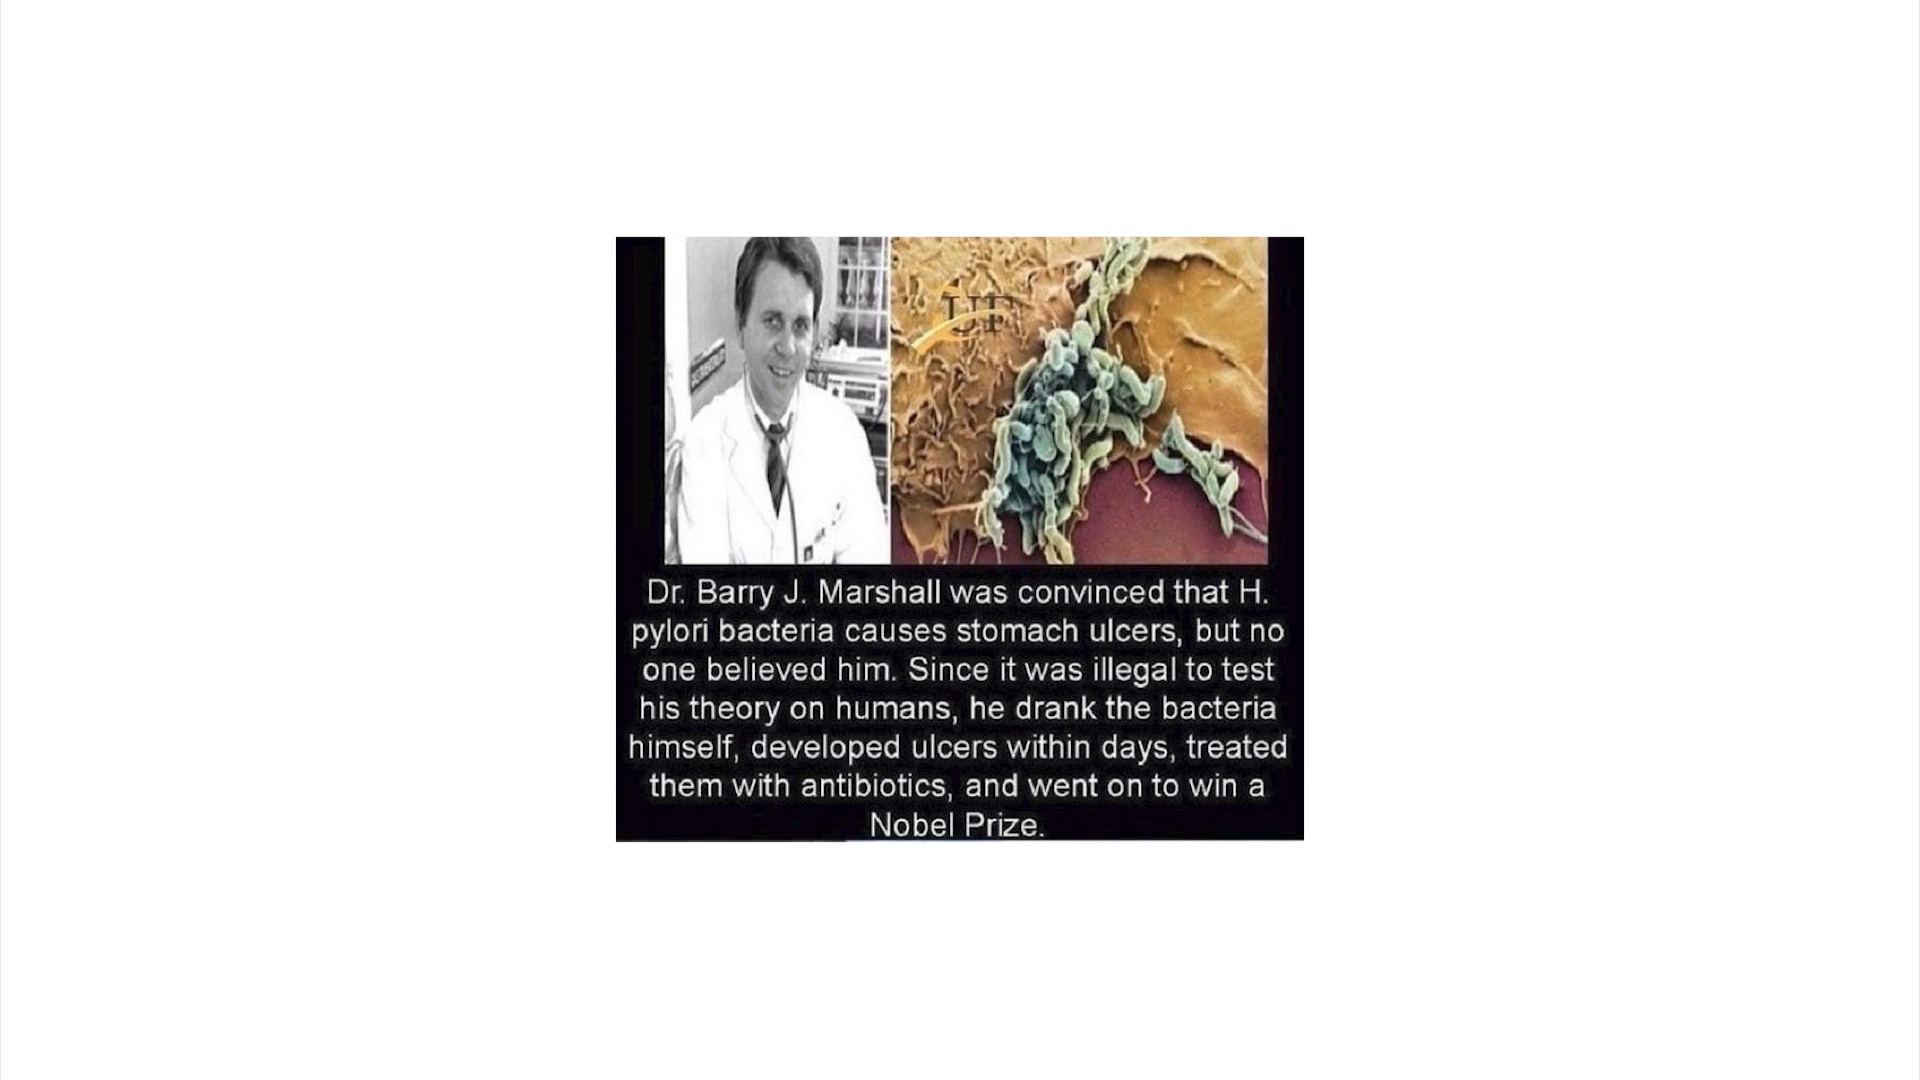 UF
Dr. Barry J. Marshall was convinced that H.
pylori bacteria causes stomach ulcers, but no
one believed him. Since it was illegal to test
his theory on humans, he drank the bacteria
himself, developed ulcers within days, treated
them with antibiotics, and went on to win a
Nobel Prize.